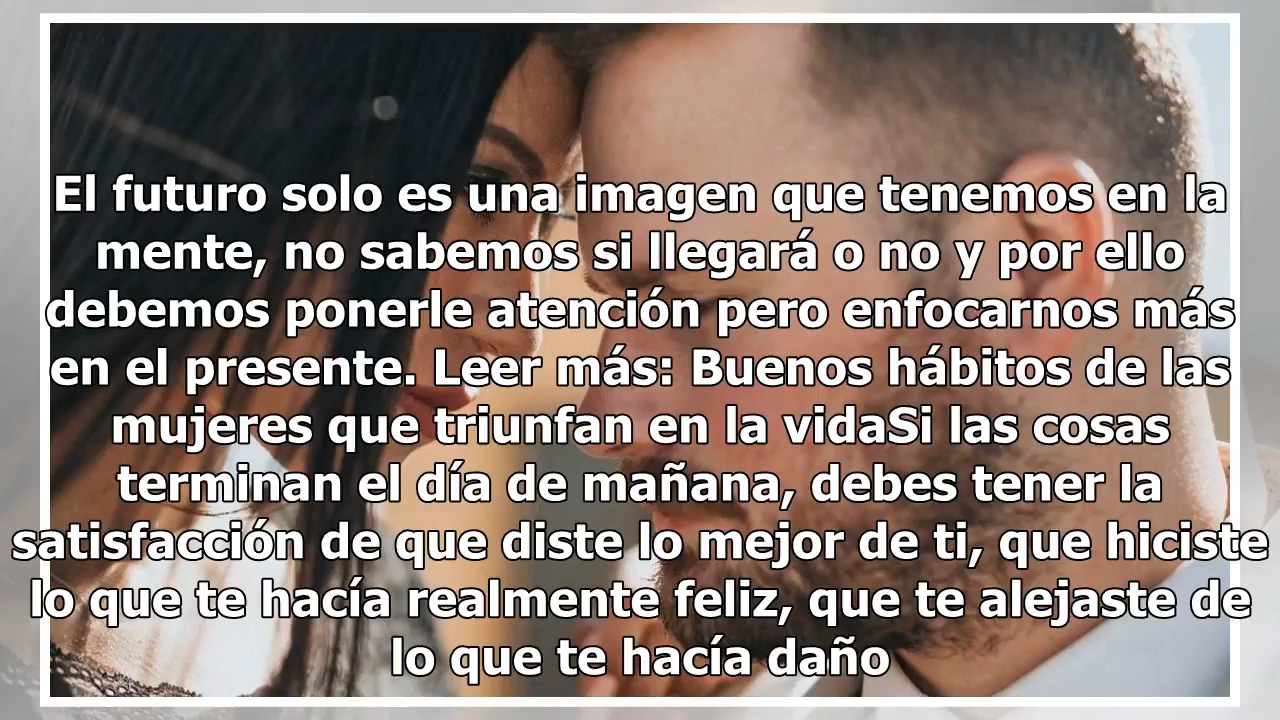 El futuro solo es una imagen que tenemos en la
mente, no sabemos si llegará o no y por ello
debemos ponerle atención pero enfocarnos más
en el presente. Leer más: Buenos hábitos de las
mujeres que triunfan en la vidaSi las cosas
terminan el día de mañana, debes tener la
satisfacción de que diste lo mejor de ti, que hiciste
lo que te hacía realmente feliz, que te alejaste de
lo que te hacía daño